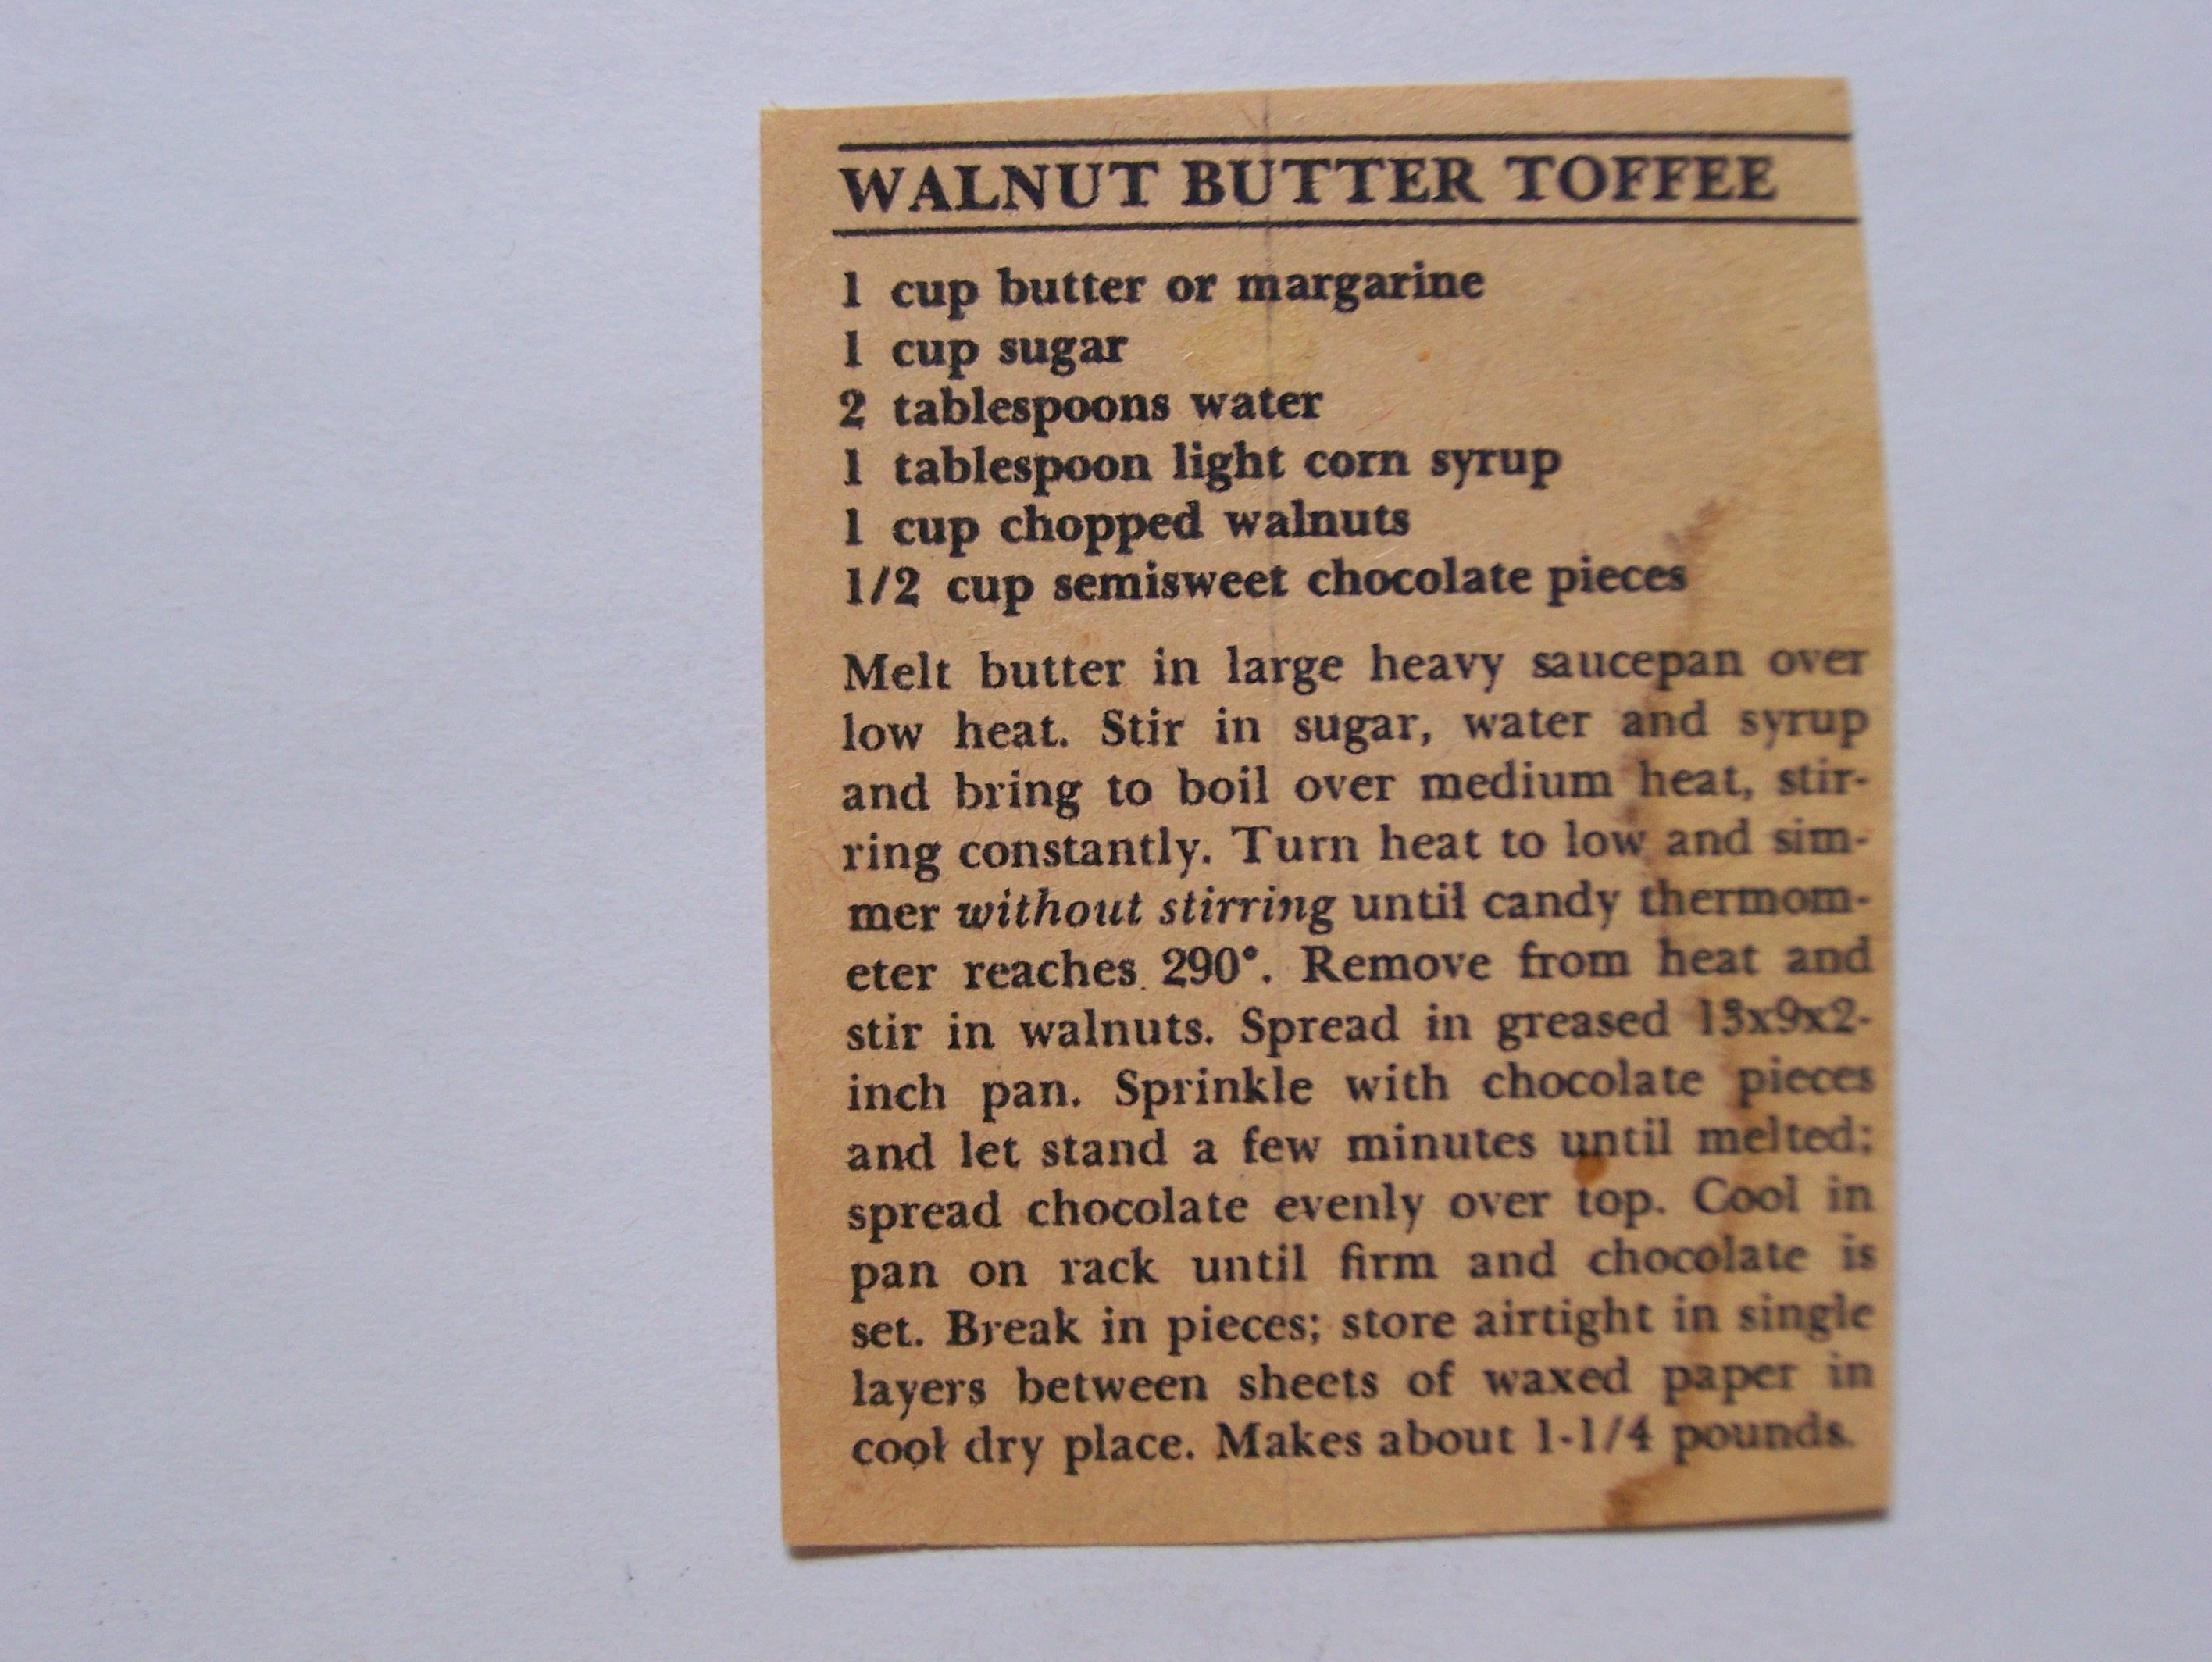 WALNUT BUTTER TOFFEE
1 cup butter or margarine
1 cup sugar
2 tablespoons water
1 tablespoon light corn syrup
1 cup chopped walnuts
1/2 cup semisweet chocolate pieces
Melt butter in large heavy saucepan over
low heat. Stir in sugar, water and syrup
and bring to boil over medium heat, stir-
ring constantly. Turn heat to low and sim-
mer without stirring until candy thermom-
eter reaches 290°. Remove from heat and
stir in walnuts. Spread in greased 13x9x2-
inch pan. Sprinkle with chocolate pieces
and let stand a few minutes until melted;
spread chocolate evenly over top. Cool in
pan on rack until firm and chocolate is
set. Break in pieces; store airtight in single
layers between sheets of waxed paper in
cool dry place. Makes about 1-1/4 pounds.